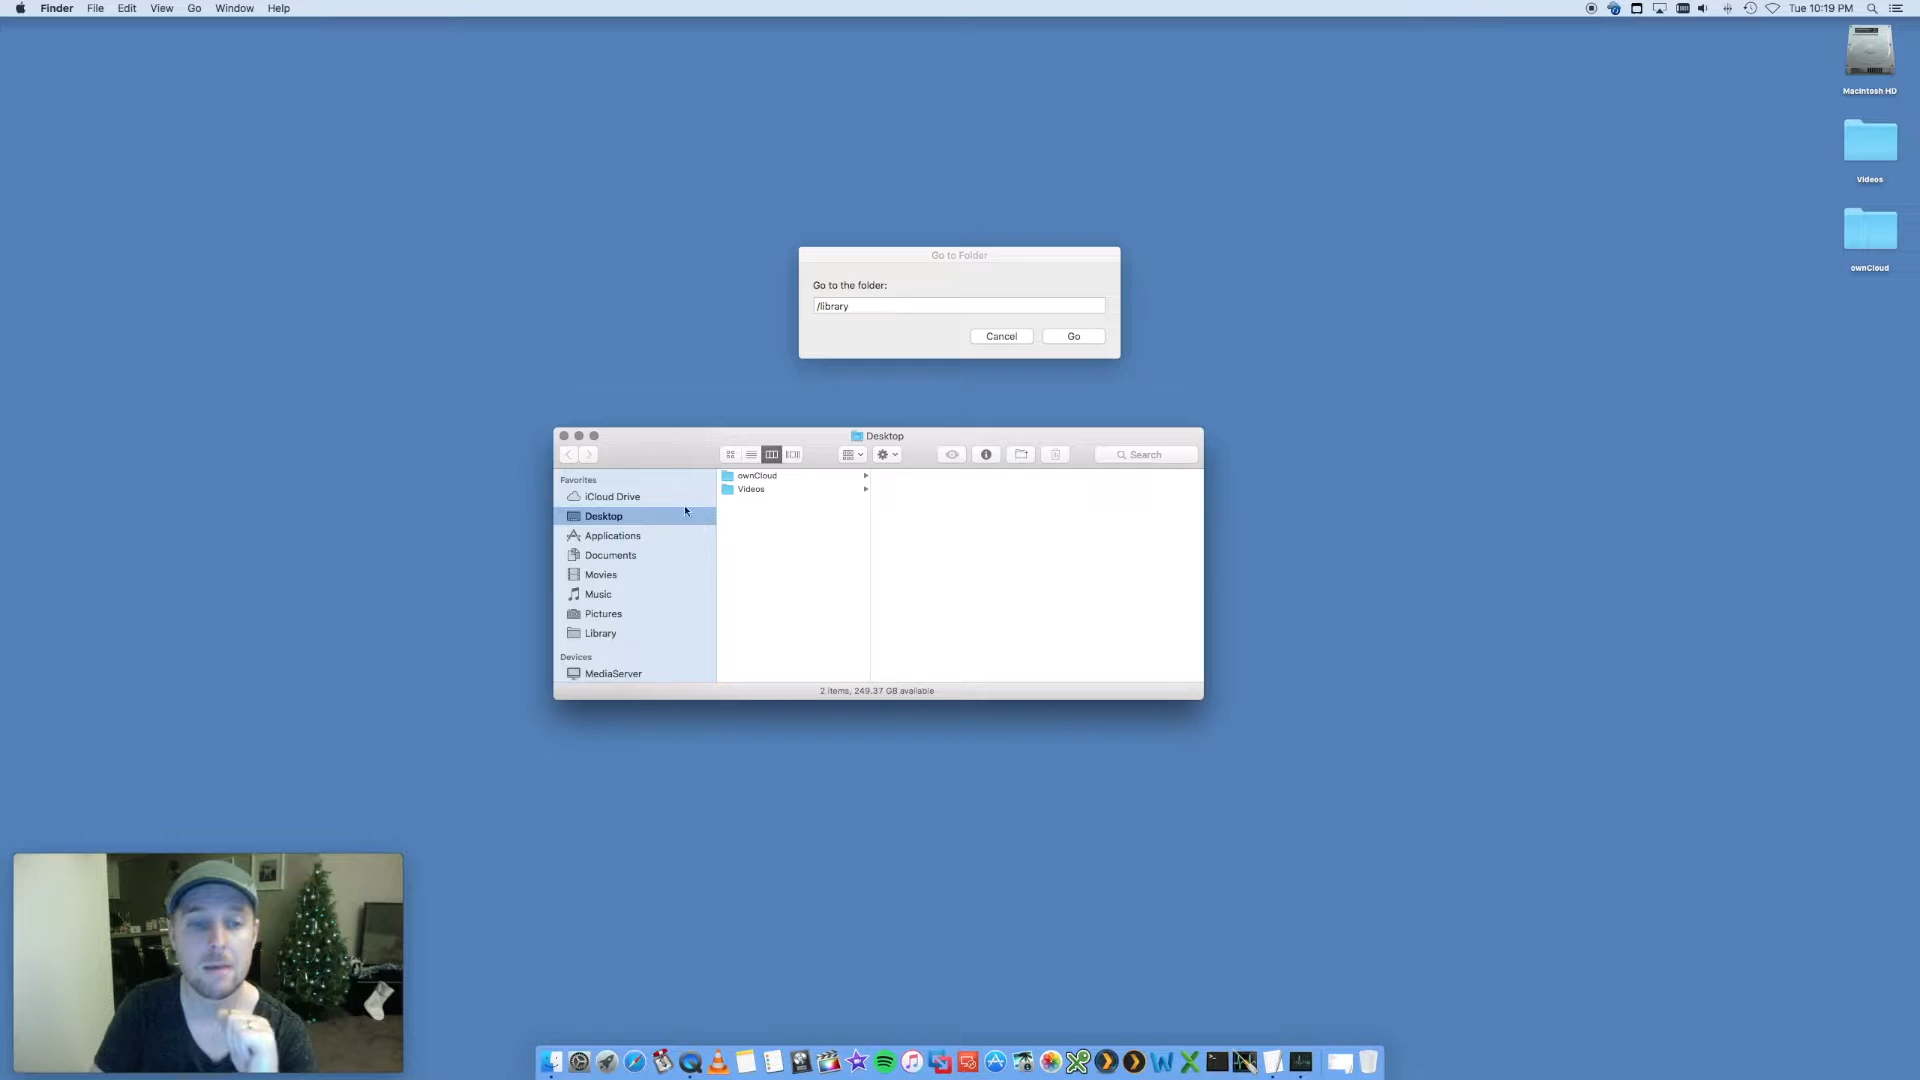 Finder File Edit View Go Window Help
Tue 10:19 PM
Macintosh HD
Videos
ownCloud
Go to Folder
Go to the folder:
/library
Cancel Go
Desktop
Search
Favorites
iCloud Drive
Desktop
Applications
Documents
Movies
Music
Pictures
Library
Devices
MediaServer
ownCloud
Videos
2 items, 249.37 GB available